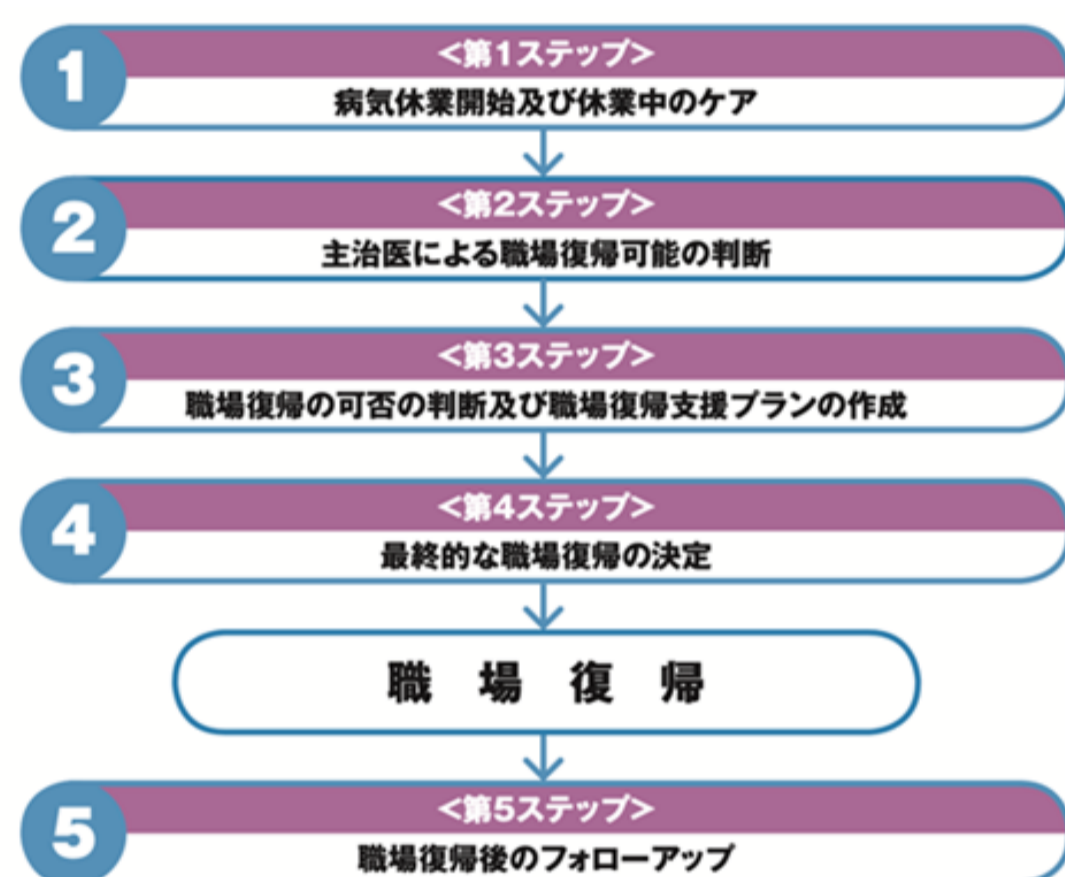 1
<第1ステップ>
病気休業開始及び休業中のケア
2
<第2ステップ>
主治医による職場復帰可能の判断
3
<第3ステップ>
職場復帰の可否の判断及び職場復帰支援プランの作成
4
<第4ステップ>
最終的な職場復帰の決定
職場復帰
5
<第5ステップ>
職場復帰後のフォローアップ